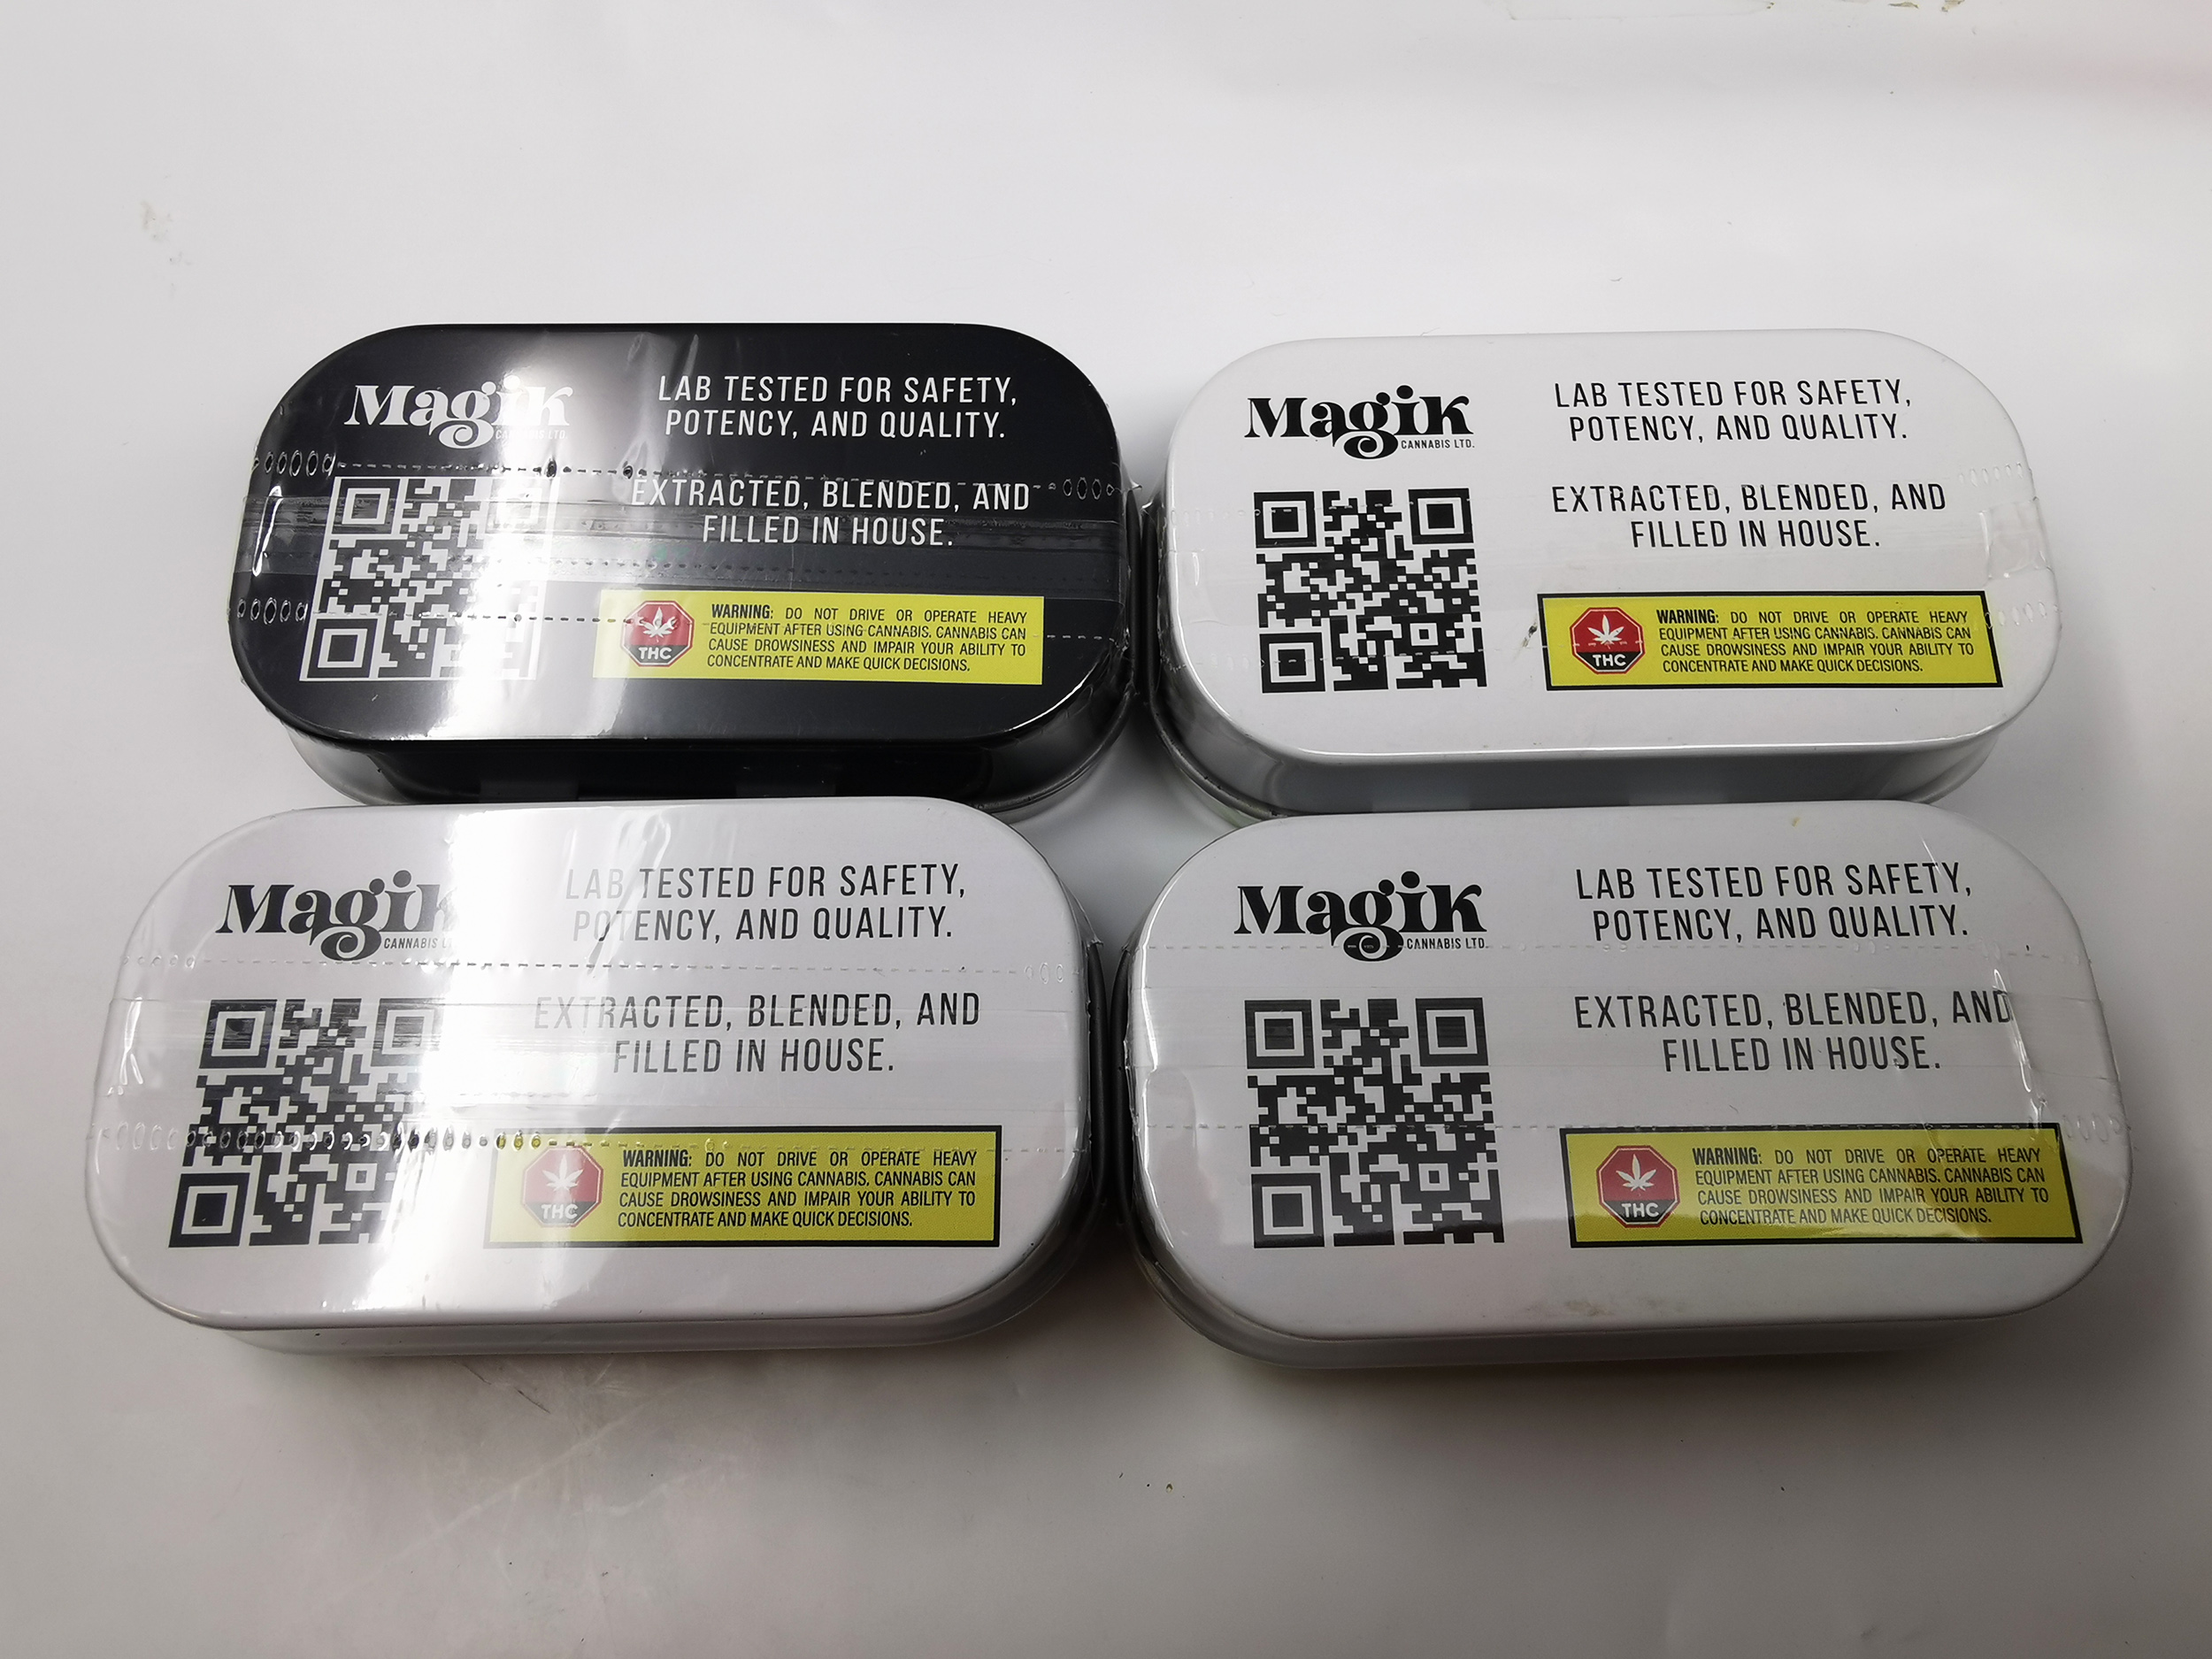 Magik
CANNABIS LTD.
LAB TESTED FOR SAFETY,
POTENCY, AND QUALITY.
EXTRACTED, BLENDED, AND
FILLED IN HOUSE.
THC
WARNING: DO NOT DRIVE OR OPERATE HEAVY
EQUIPMENT AFTER USING CANNABIS. CANNABIS CAN
CAUSE DROWSINESS AND IMPAIR YOUR ABILITY TO
CONCENTRATE AND MAKE QUICK DECISIONS.
Magik
CANNABIS LTD.
LAB TESTED FOR SAFETY,
POTENCY, AND QUALITY.
EXTRACTED, BLENDED, AND
FILLED IN HOUSE.
THC
WARNING: DO NOT DRIVE OR OPERATE HEAVY
EQUIPMENT AFTER USING CANNABIS. CANNABIS CAN
CAUSE DROWSINESS AND IMPAIR YOUR ABILITY TO
CONCENTRATE AND MAKE QUICK DECISIONS.
Magik
CANNABIS
LAB TESTED FOR SAFETY,
POTENCY, AND QUALITY.
EXTRACTED, BLENDED, AND
FILLED IN HOUSE.
THC
WARNING: DO NOT DRIVE OR OPERATE HEAVY
EQUIPMENT AFTER USING CANNABIS. CANNABIS CAN
CAUSE DROWSINESS AND IMPAIR YOUR ABILITY TO
CONCENTRATE AND MAKE QUICK DECISIONS.
Magik
CANNABIS LTD.
LAB TESTED FOR SAFETY,
POTENCY, AND QUALITY.
EXTRACTED, BLENDED, AND
FILLED IN HOUSE.
THC
WARNING: DO NOT DRIVE OR OPERATE HEAVY
EQUIPMENT AFTER USING CANNABIS. CANNABIS CAN
CAUSE DROWSINESS AND IMPAIR YOUR ABILITY TO
CONCENTRATE AND MAKE QUICK DECISIONS.